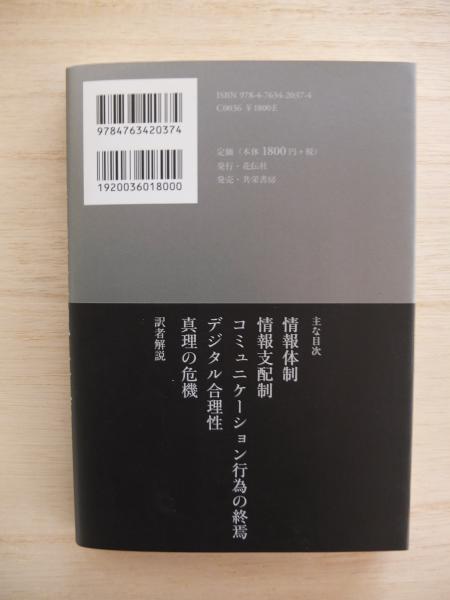 ISBN 978-4-7634-2037-4
C0036 ￥1800E
9784763420374
定価（本体1800円+税）
発行・花伝社
発売・共栄書房
1920036018000
主な目次
情報体制
情報支配制
コミュニケーション行為の終焉
デジタル合理性
真理の危機
訳者解説